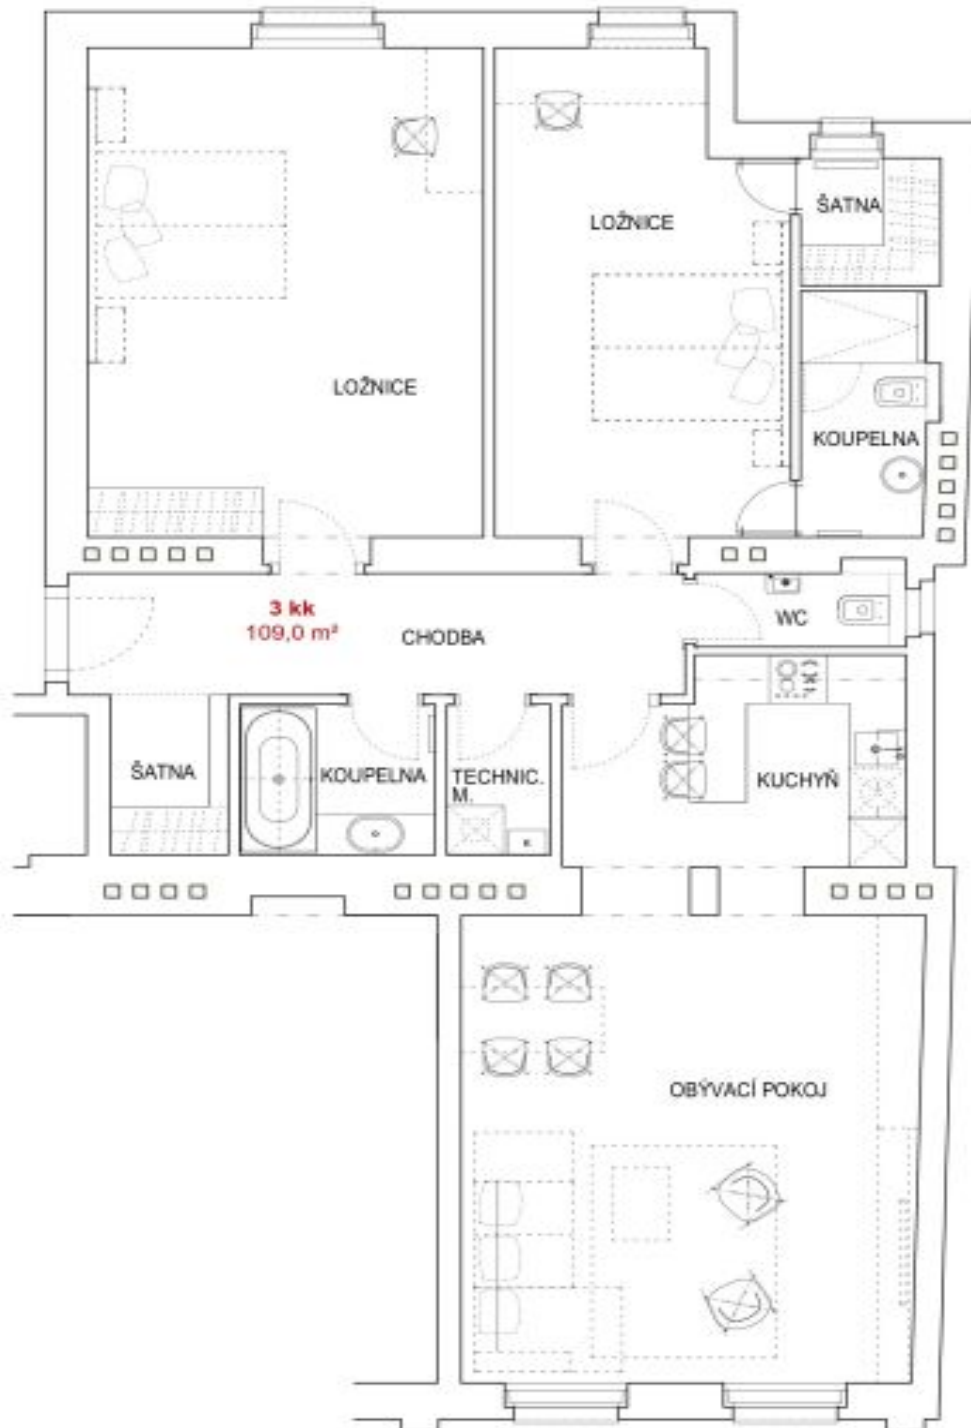 ŠATNA
LOŽNICE
LOŽNICE
KOUPELNA
3 kk
109,0 m²
CHODBA
WC
ŠATNA
KOUPELNA
TECHNIC.
M.
KUCHYŇ
OBÝVACÍ POKOJ